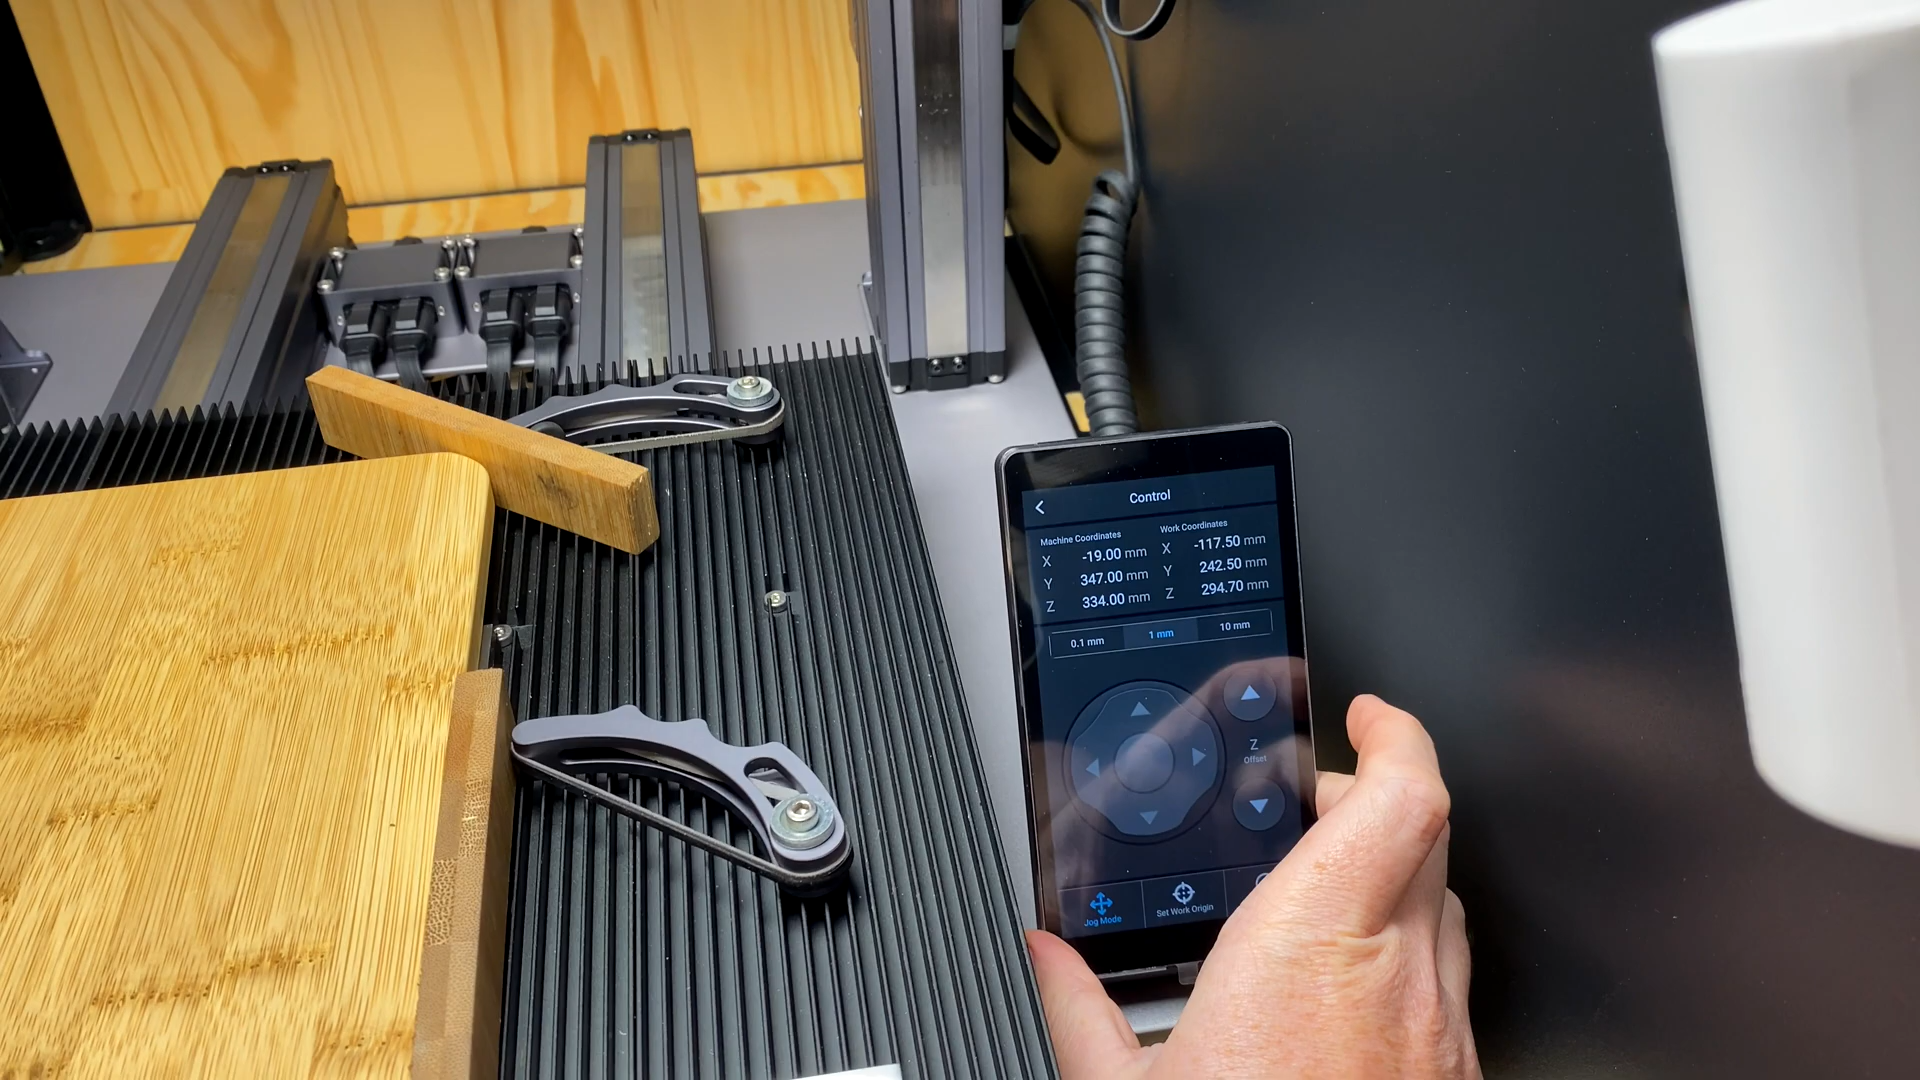 Control
Machine Coordinates
X -19.00 mm
Y 347.00 mm
Z 334.00 mm
Work Coordinates
X -117.50 mm
Y 242.50 mm
Z 294.70 mm
0.1 mm 1 mm 10 mm
Z
Offset
Jog Mode
Set Work Origin